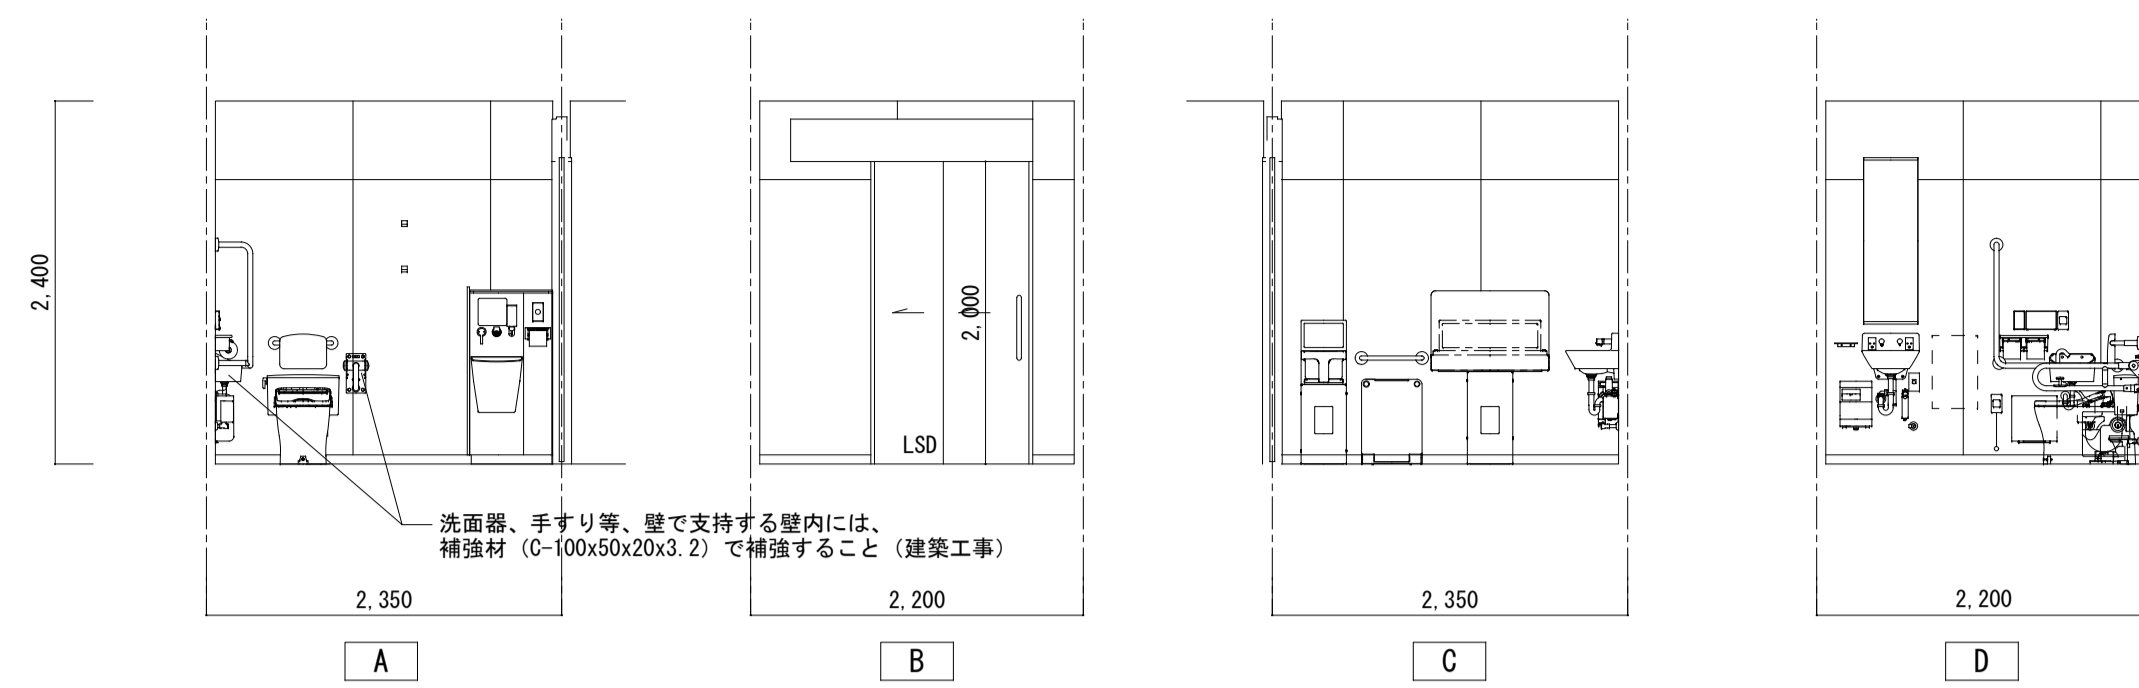 2,400
2,000
LSD
洗面器、手すり等、壁で支持する壁内には、
補強材（C-100x50x20x3.2）で補強すること（建築工事）
2,350
2,200
2,350
2,200
A
B
C
D